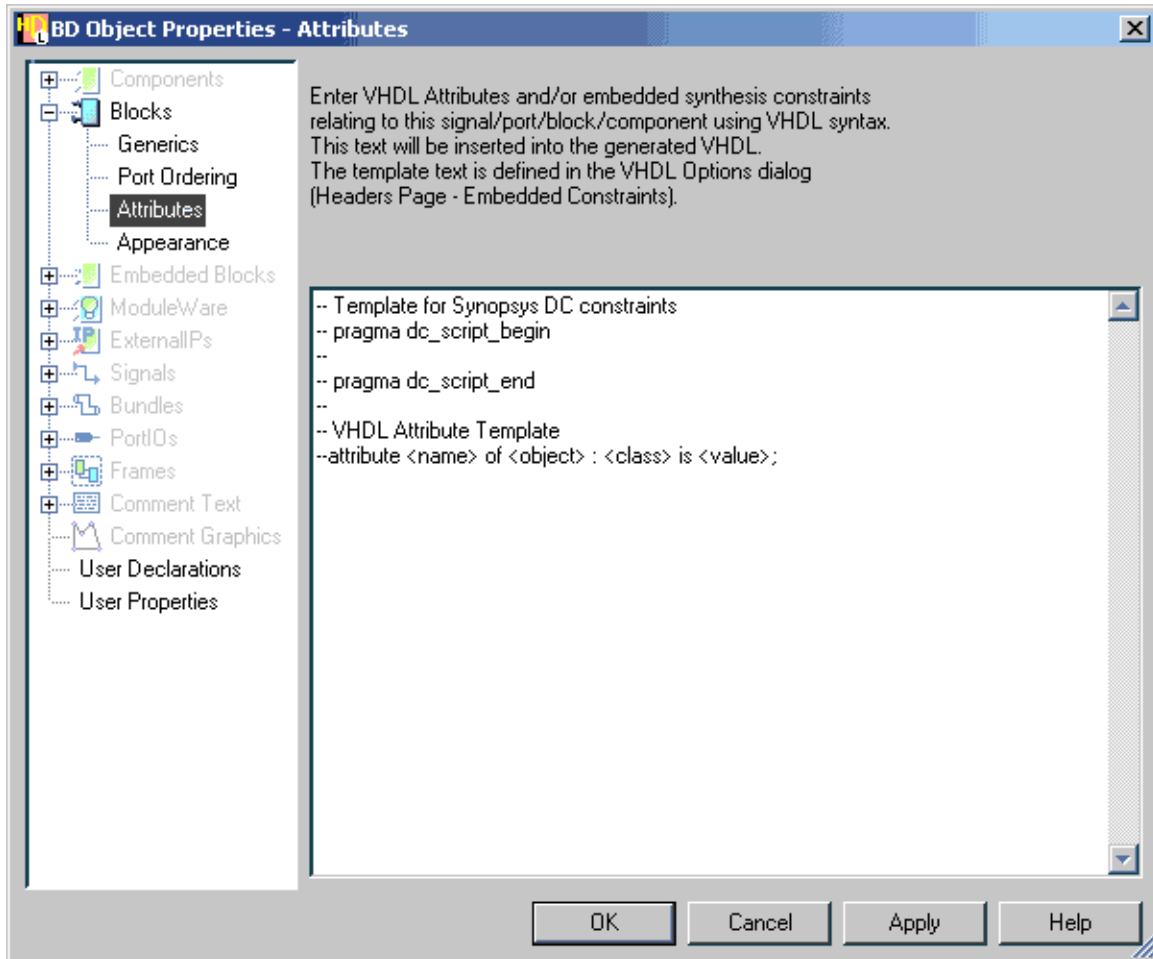 BD Object Properties - Attributes
Components
Blocks
Generics
Port Ordering
Attributes
Appearance
Embedded Blocks
ModuleWare
ExternalIPs
Signals
Bundles
PortIOs
Frames
Comment Text
Comment Graphics
User Declarations
User Properties
Enter VHDL Attributes and/or embedded synthesis constraints
relating to this signal/port/block/component using VHDL syntax.
This text will be inserted into the generated VHDL.
The template text is defined in the VHDL Options dialog
(Headers Page - Embedded Constraints).
-- Template for Synopsys DC constraints
-- pragma dc_script_begin
--
-- pragma dc_script_end
--
-- VHDL Attribute Template
--attribute <name> of <object> : <class> is <value>;
OK
Cancel
Apply
Help